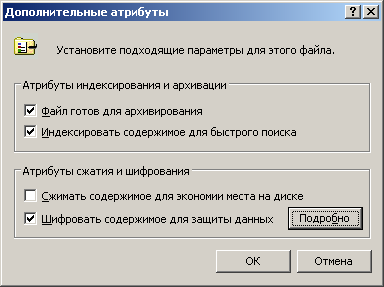 Дополнительные атрибуты
Установите подходящие параметры для этого файла.
Атрибуты индексирования и архивации
Файл готов для архивирования
Индексировать содержимое для быстрого поиска
Атрибуты сжатия и шифрования
Сжимать содержимое для экономии места на диске
Шифровать содержимое для защиты данных
Подробно
ОК
Отмена